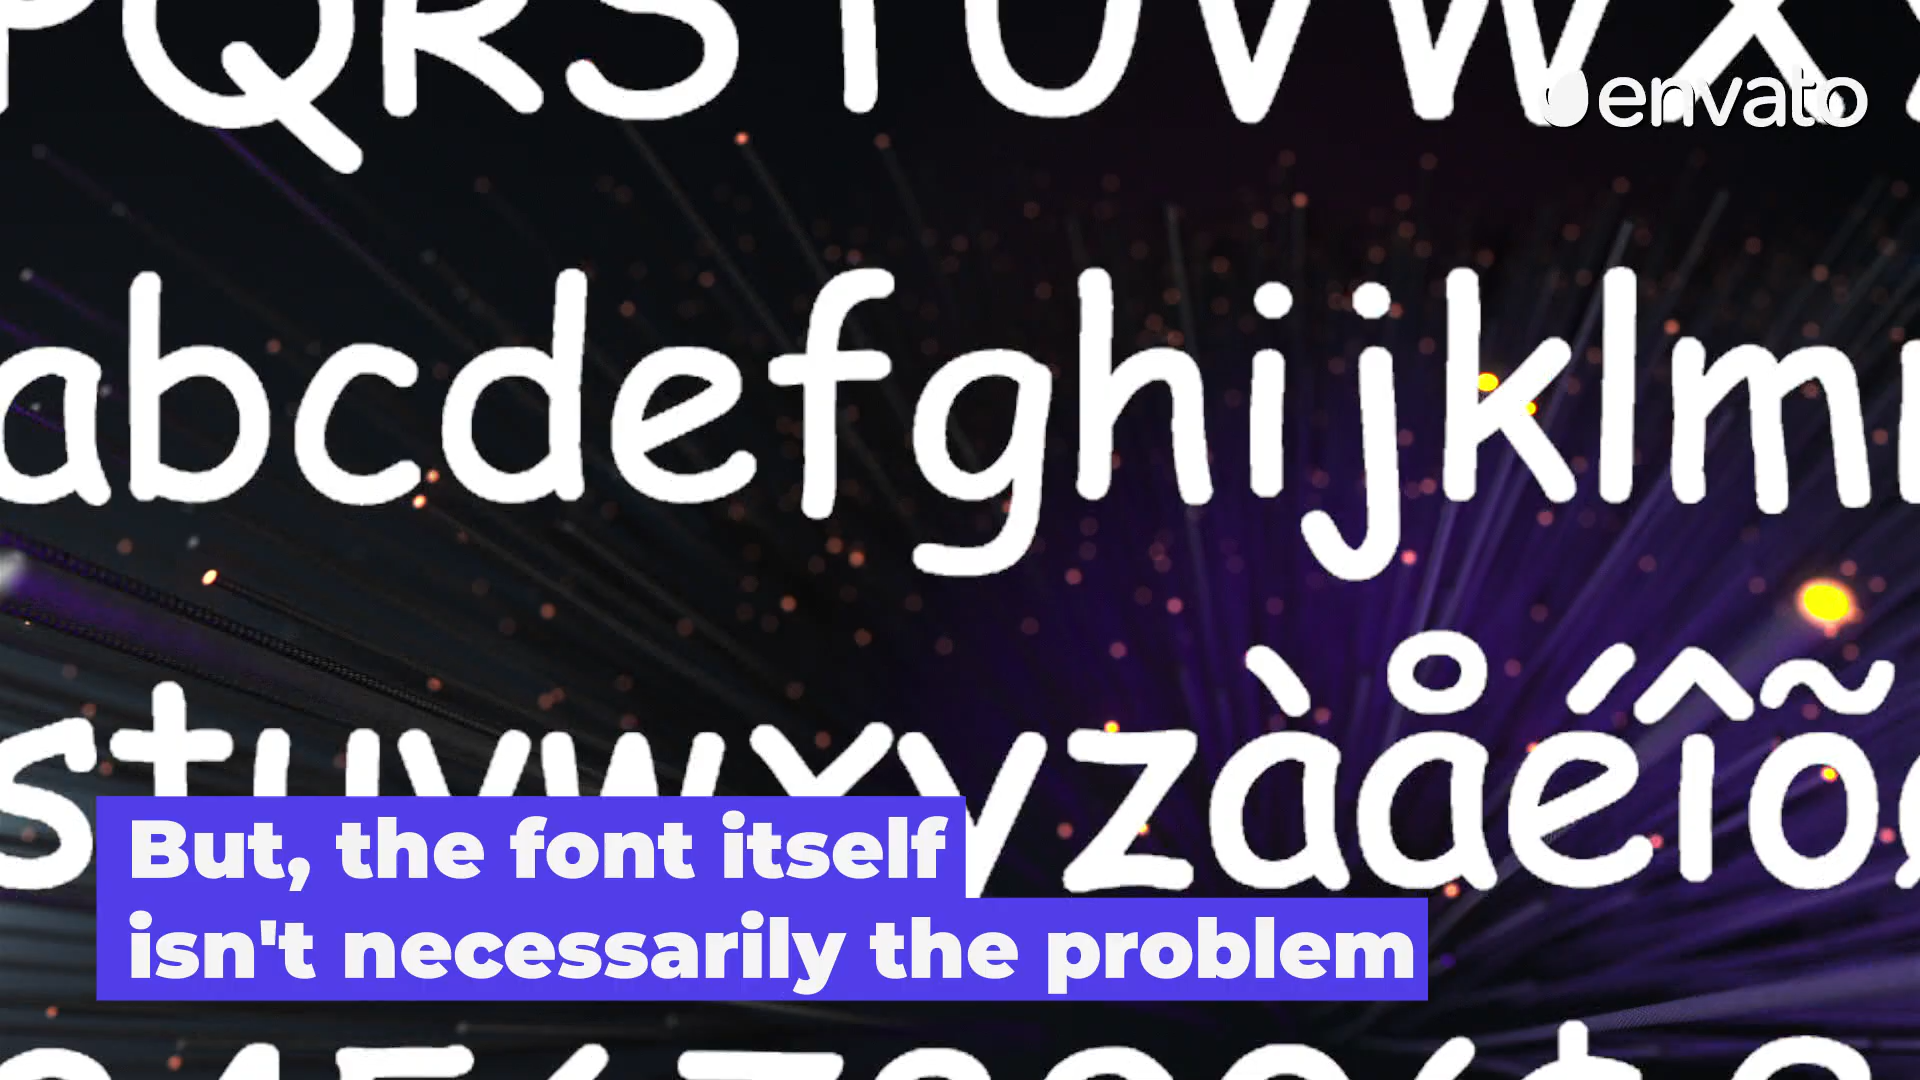 PQRSTUVWX
envato
abcdefghijklm
stuvwxyzàåéîõ
But, the font itself
isn't necessarily the problem